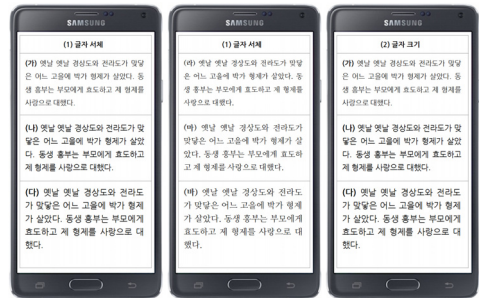 SAMSUNG
(1) 글자 서체
(가) 옛날 옛날 경상도와 전라도가 맞닿
은 어느 고을에 박가 형제가 살았다. 동
생 흥부는 부모에게 효도하고 제 형제를
사랑으로 대했다.
(나) 옛날 옛날 경상도와 전라도가 맞
닿은 어느 고을에 박가 형제가 살았
다. 동생 흥부는 부모에게 효도하고
제 형제를 사랑으로 대했다.
(다) 옛날 옛날 경상도와 전라도
가 맞닿은 어느 고을에 박가 형제
가 살았다. 동생 흥부는 부모에게
효도하고 제 형제를 사랑으로 대
했다.
SAMSUNG
(1) 글자 서체
(라) 옛날 옛날 경상도와 전라도가 맞닿
은 어느 고을에 박가 형제가 살았다. 동
생 흥부는 부모에게 효도하고 제 형제를
사랑으로 대했다.
(마) 옛날 옛날 경상도와 전라도가
맞닿은 어느 고을에 박가 형제가 살
았다. 동생 흥부는 부모에게 효도하
고 제 형제를 사랑으로 대했다.
(바) 옛날 옛날 경상도와 전라도
가 맞닿은 어느 고을에 박가 형제
가 살았다. 동생 흥부는 부모에게
효도하고 제 형제를 사랑으로 대
했다.
SAMSUNG
(2) 글자 크기
(가) 옛날 옛날 경상도와 전라도가 맞닿
은 어느 고을에 박가 형제가 살았다. 동
생 흥부는 부모에게 효도하고 제 형제를
사랑으로 대했다.
(나) 옛날 옛날 경상도와 전라도가 맞
닿은 어느 고을에 박가 형제가 살았
다. 동생 흥부는 부모에게 효도하고
제 형제를 사랑으로 대했다.
(다) 옛날 옛날 경상도와 전라도
가 맞닿은 어느 고을에 박가 형제
가 살았다. 동생 흥부는 부모에게
효도하고 제 형제를 사랑으로 대
했다.